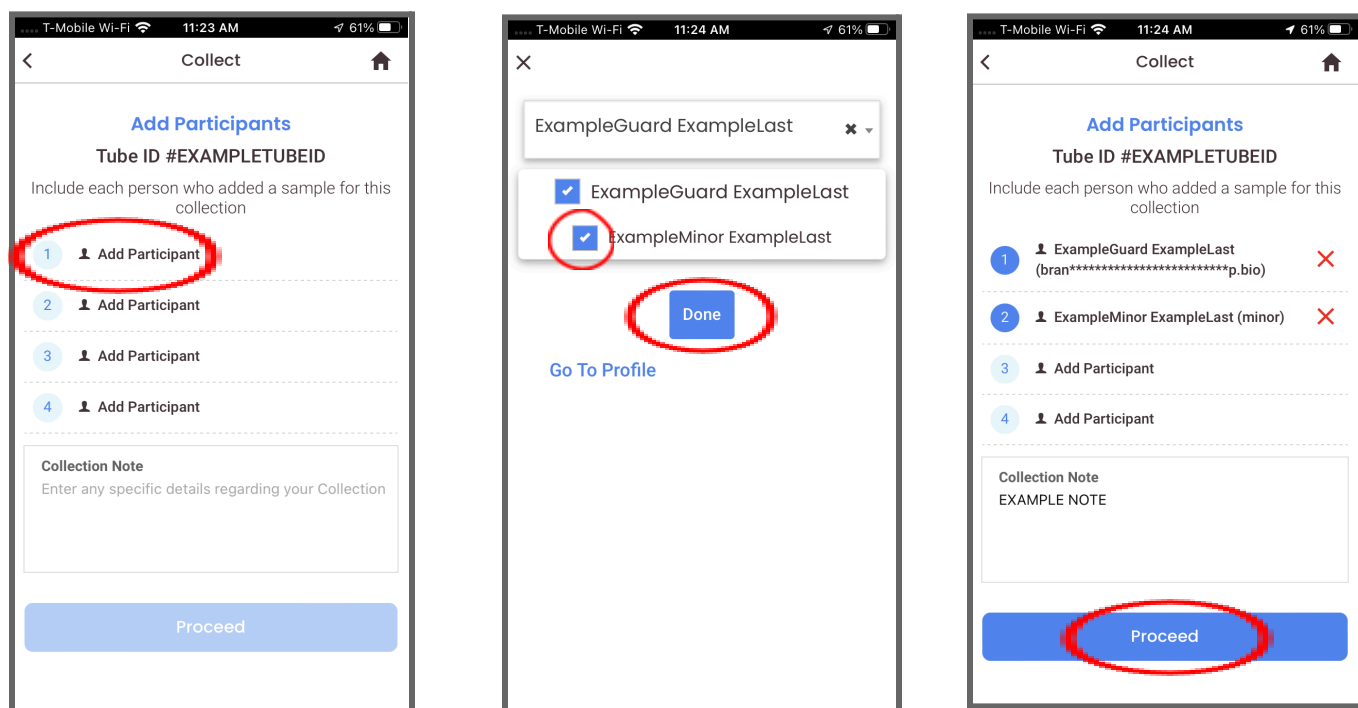 T-Mobile Wi-Fi 11:23 AM 61%
Collect
Add Participants
Tube ID #EXAMPLETUBEID
Include each person who added a sample for this
collection
1 Add Participant
2 Add Participant
3 Add Participant
4 Add Participant
Collection Note
Enter any specific details regarding your Collection
Proceed
T-Mobile Wi-Fi 11:24 AM 61%
ExampleGuard ExampleLast
ExampleGuard ExampleLast
ExampleMinor ExampleLast
Done
Go To Profile
T-Mobile Wi-Fi 11:24 AM 61%
Collect
Add Participants
Tube ID #EXAMPLETUBEID
Include each person who added a sample for this
collection
1 ExampleGuard ExampleLast
(bran*************************p.bio)
2 ExampleMinor ExampleLast (minor)
3 Add Participant
4 Add Participant
Collection Note
EXAMPLE NOTE
Proceed